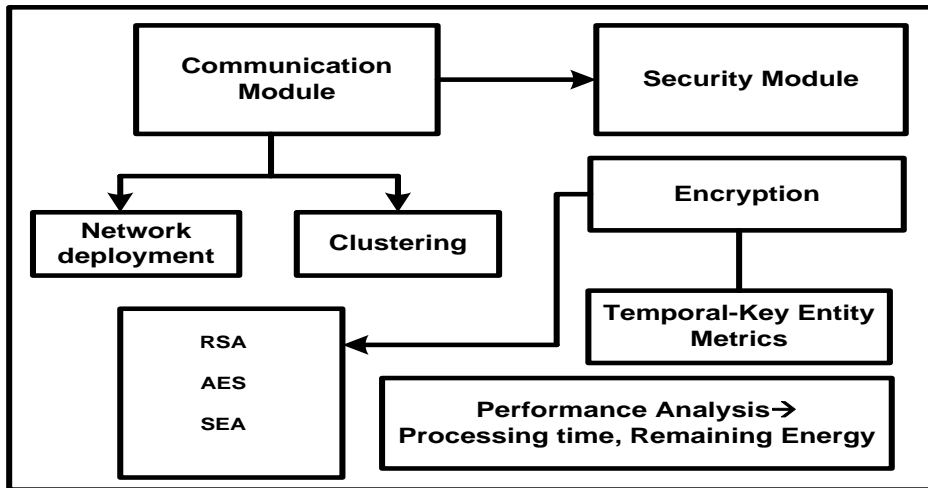 Communication
Module
Security Module
Encryption
Network
deployment
Clustering
Temporal-Key Entity
Metrics
RSA
AES
SEA
Performance Analysis→
Processing time, Remaining Energy